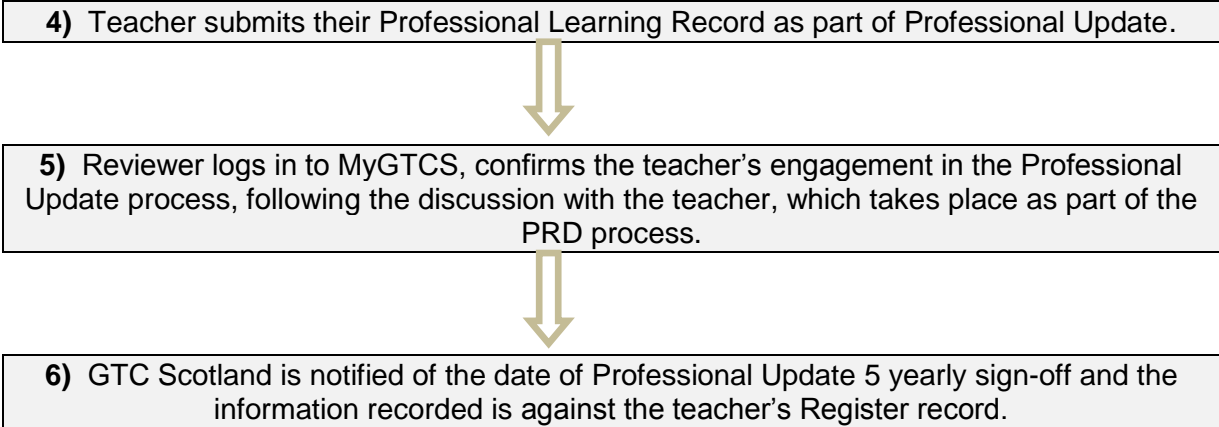 4) Teacher submits their Professional Learning Record as part of Professional Update.
5) Reviewer logs in to MyGTCS, confirms the teacher's engagement in the Professional
Update process, following the discussion with the teacher, which takes place as part of the
PRD process.
6) GTC Scotland is notified of the date of Professional Update 5 yearly sign-off and the
information recorded is against the teacher's Register record.